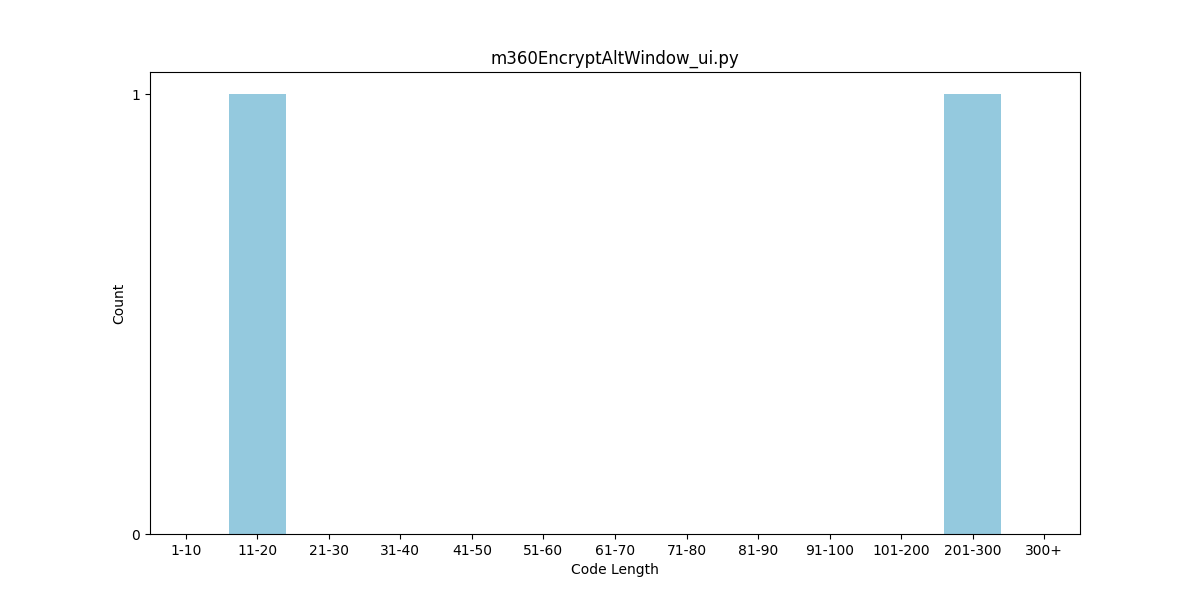 m360EncryptAltWindow_ui.py
1
Count
0
1-10 11-20 21-30 31-40 41-50 51-60 61-70 71-80 81-90 91-100 101-200 201-300 300+
Code Length